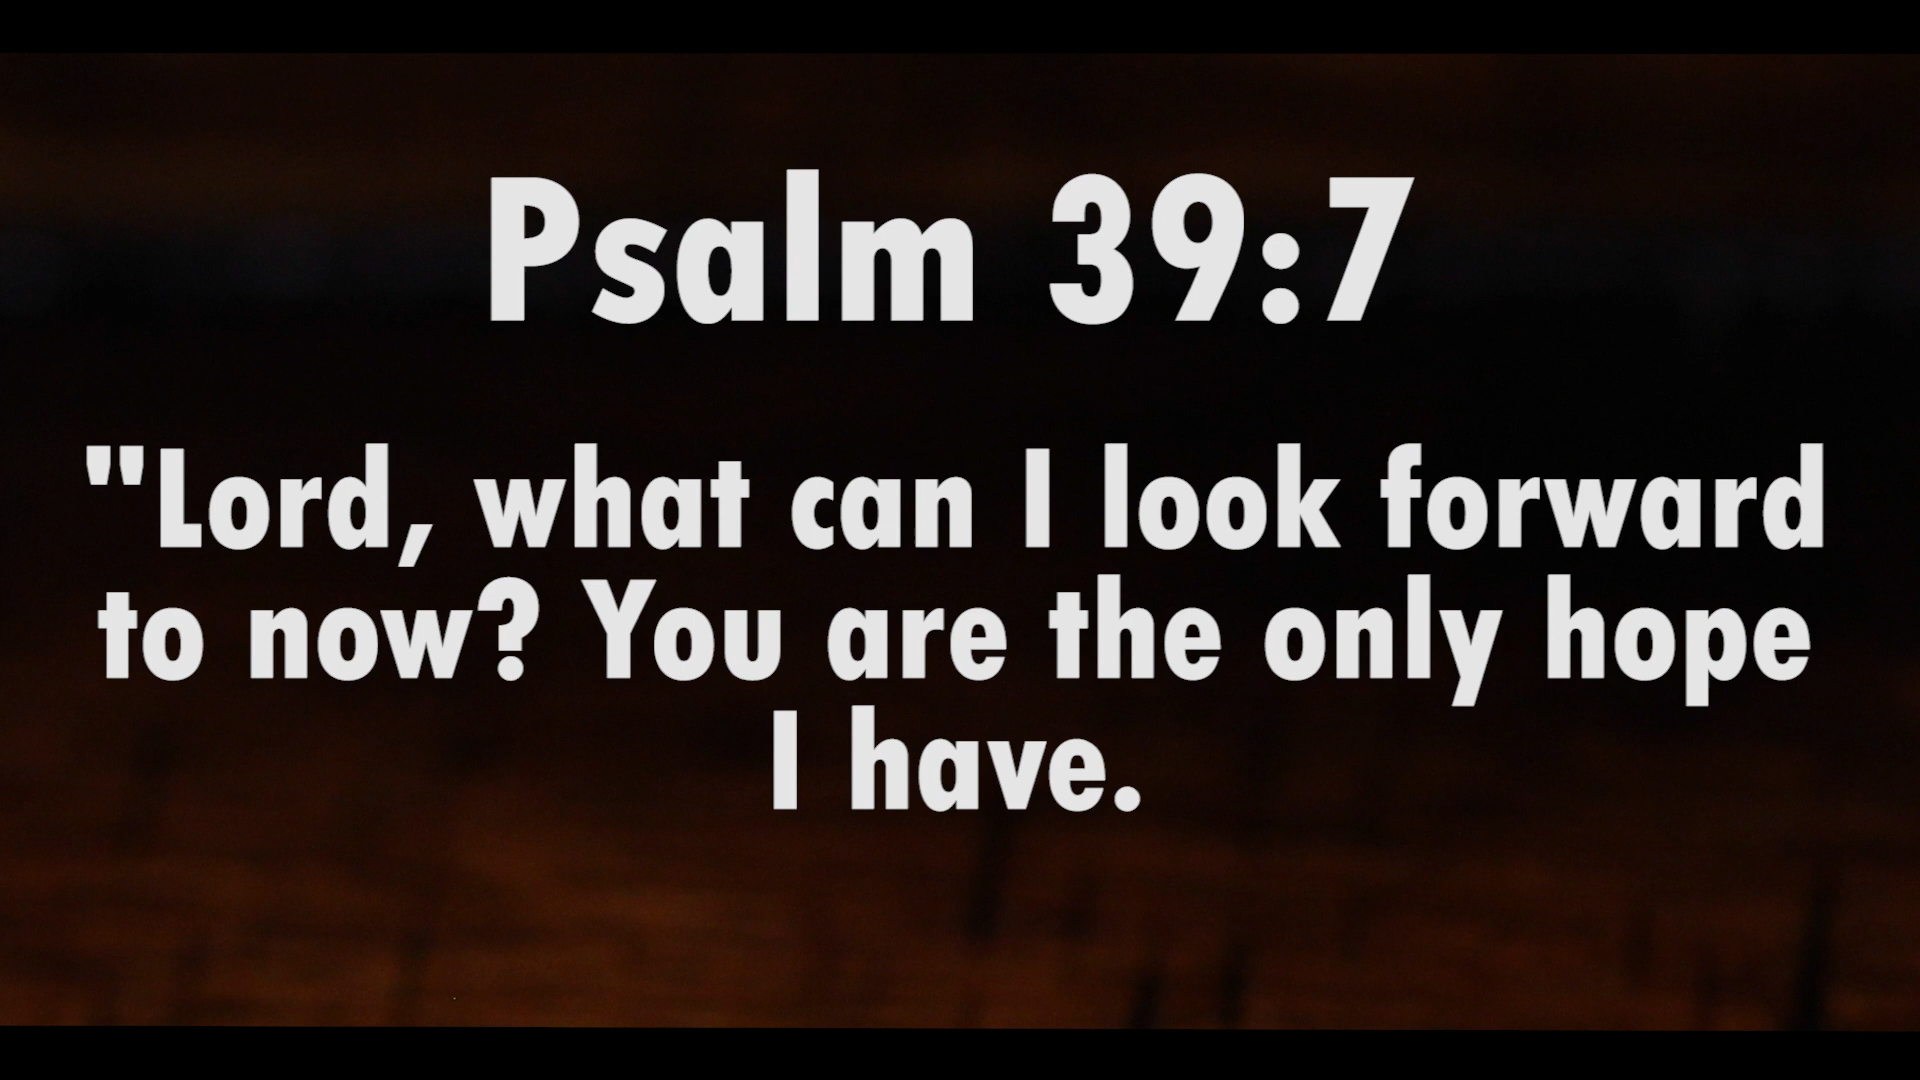 Psalm 39:7
"Lord, what can I look forward
to now? You are the only hope
I have.